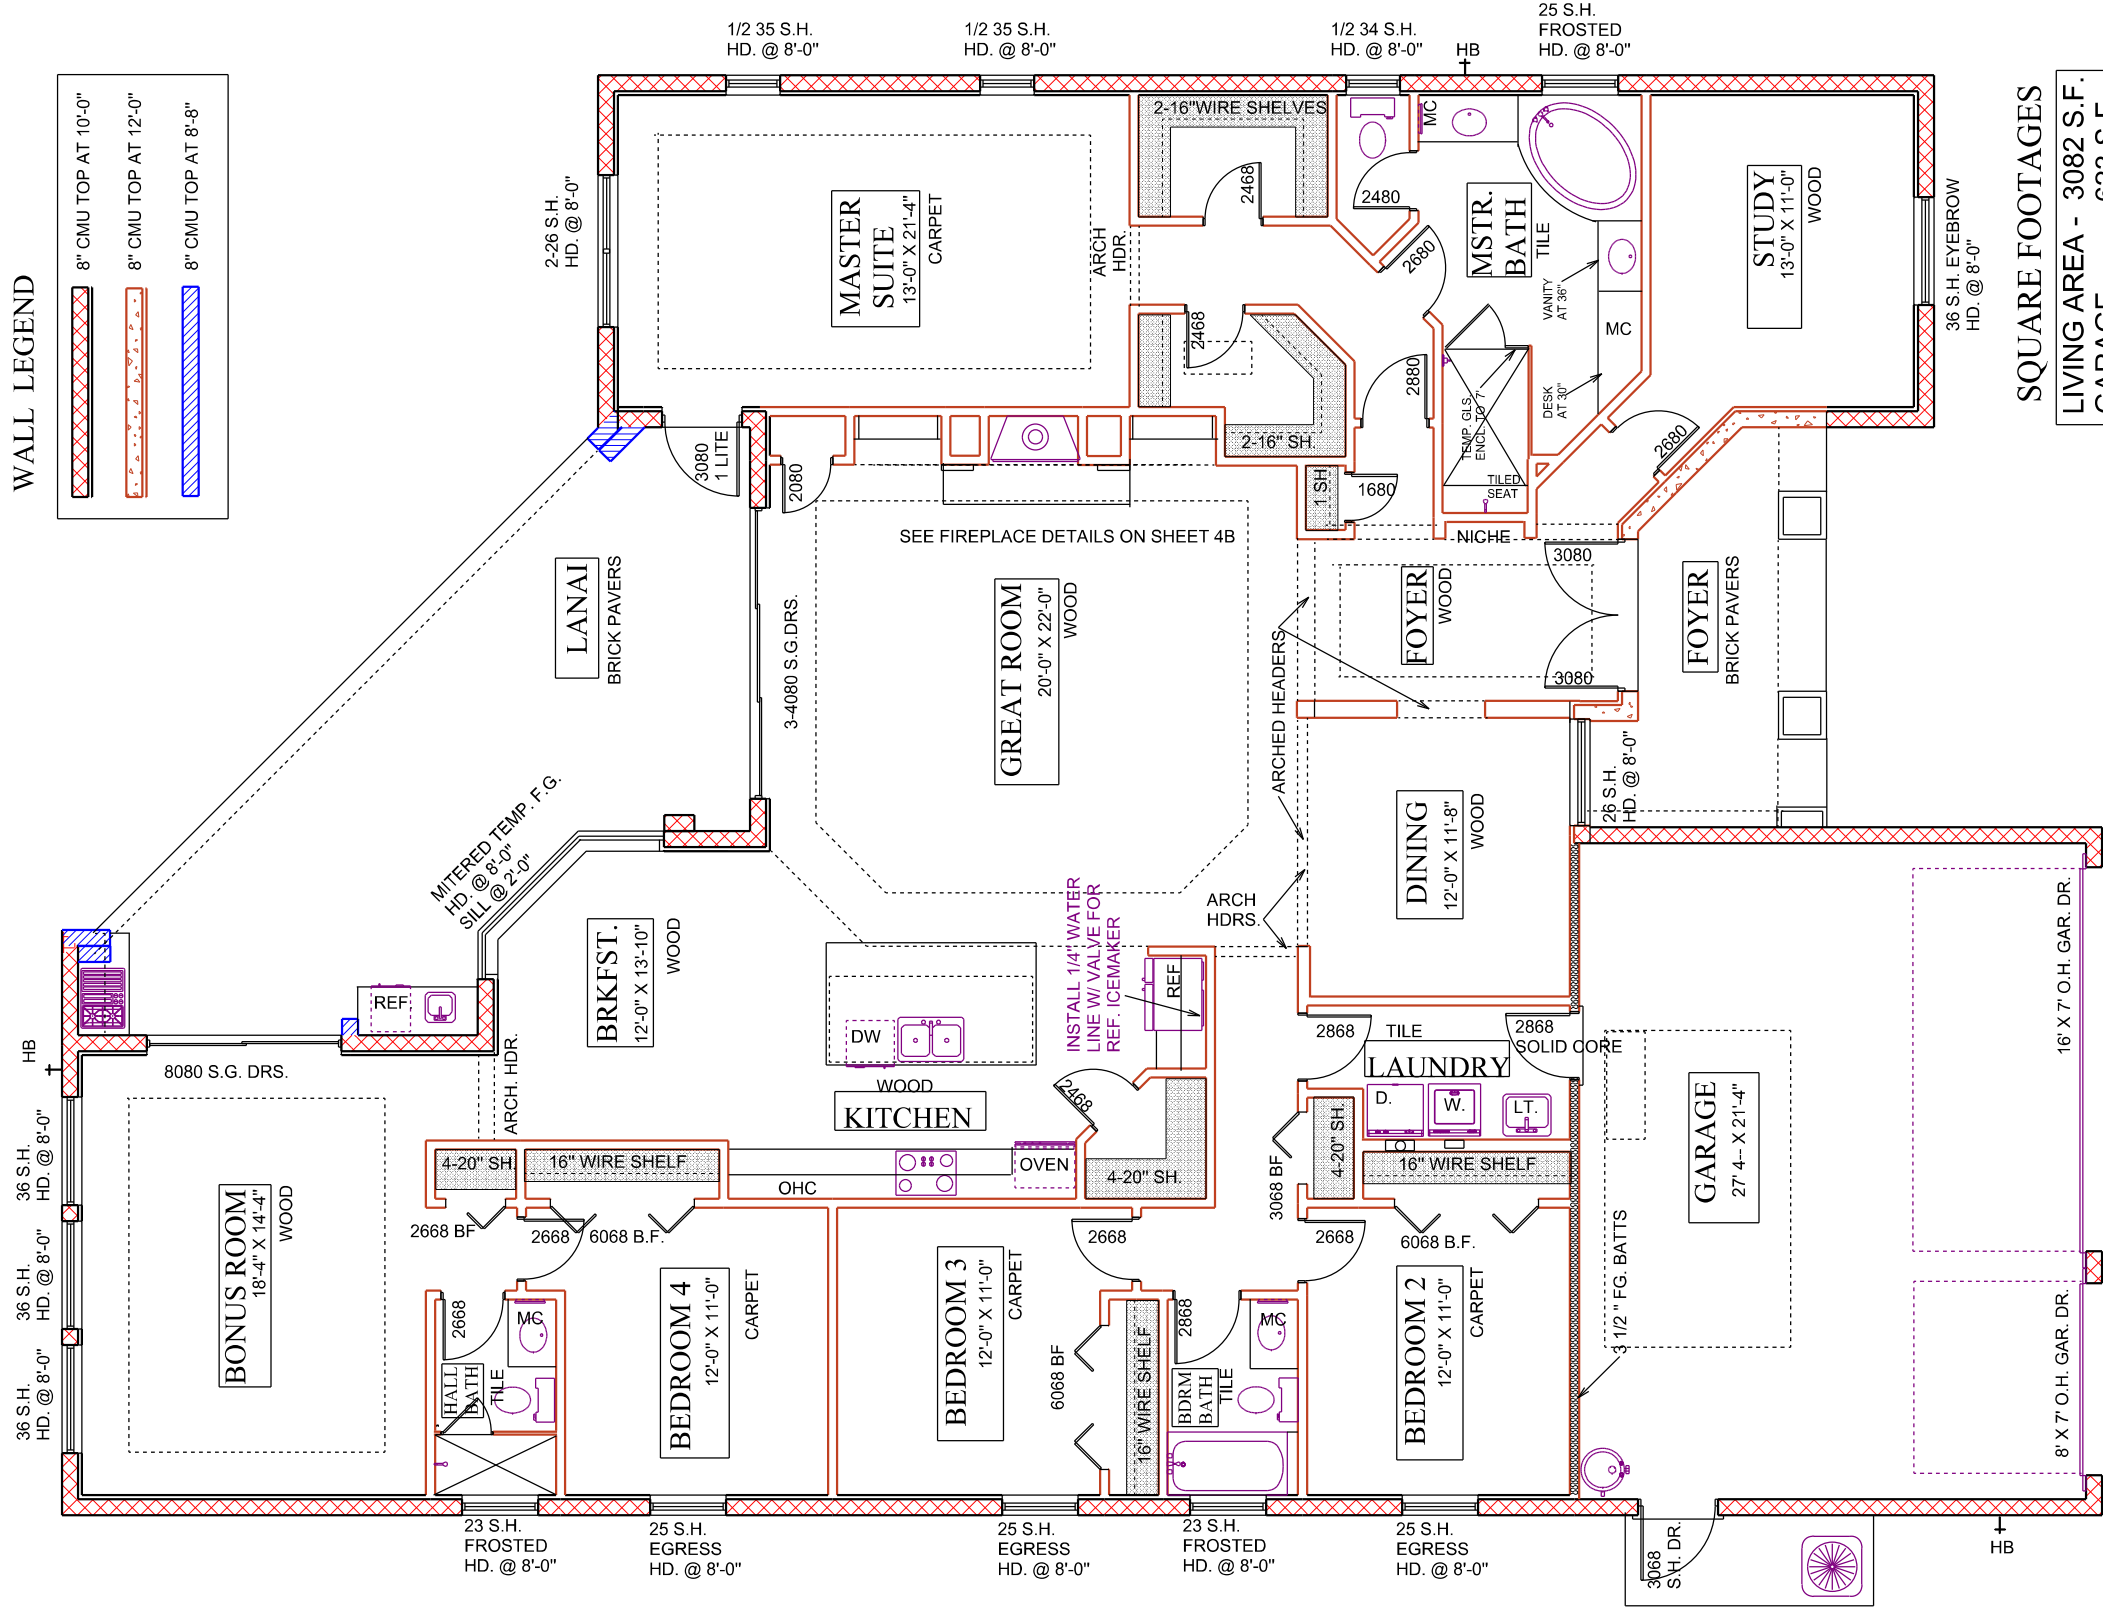 WALL LEGEND
8" CMU TOP AT 10'-0"
8" CMU TOP AT 12'-0"
8" CMU TOP AT 8'-8"
1/2 35 S.H.
HD. @ 8'-0"
1/2 35 S.H.
HD. @ 8'-0"
1/2 34 S.H.
HD. @ 8'-0"
HB
25 S.H.
FROSTED
HD. @ 8'-0"
2-26 S.H.
HD. @ 8'-0"
MASTER
SUITE
13'-0" X 21'-4"
CARPET
ARCH
HDR.
2-16"WIRE SHELVES
2468
2468
2-16" SH.
2480
MC
MSTR.
BATH
TILE
2680
VANITY
AT 36"
MC
DESK
AT 30"
2880
TEMP. GLS.
ENCL. TO 7'
TILED
SEAT
1 SH
1680
NICHE
2680
STUDY
13'-0" X 11'-0"
WOOD
36 S.H. EYEBROW
HD. @ 8'-0"
SQUARE FOOTAGES
LIVING AREA - 3082 S.F.
3080
1 LITE
2080
LANAI
BRICK PAVERS
3-4080 S.G.DRS.
SEE FIREPLACE DETAILS ON SHEET 4B
GREAT ROOM
20'-0" X 22'-0"
WOOD
ARCHED HEADERS
FOYER
WOOD
3080
3080
FOYER
BRICK PAVERS
26 S.H.
HD. @ 8'-0"
DINING
12'-0" X 11'-8"
WOOD
ARCH
HDRS.
MITERED TEMP. F.G.
HD. @ 8'-0"
SILL @ 2'-0"
BRKFST.
12'-0" X 13'-10"
WOOD
REF
HB
8080 S.G. DRS.
ARCH. HDR.
DW
WOOD
KITCHEN
INSTALL 1/4" WATER
LINE W/ VALVE FOR
REF. ICEMAKER
REF
2468
OVEN
OHC
4-20" SH.
2868
TILE
LAUNDRY
2868
SOLID CORE
D.
W.
LT.
4-20" SH.
3068 BF
16" WIRE SHELF
GARAGE
27' 4-- X 21'-4"
16' X 7' O.H. GAR. DR.
8' X 7' O.H. GAR. DR.
3 1/2 " FG. BATTS
36 S.H.
HD. @ 8'-0"
36 S.H.
HD. @ 8'-0"
36 S.H.
HD. @ 8'-0"
BONUS ROOM
18'-4" X 14'-4"
WOOD
4-20" SH.
16" WIRE SHELF
2668 BF
2668
6068 B.F.
2668
MC
HALL
BATH
TILE
BEDROOM 4
12'-0" X 11'-0"
CARPET
BEDROOM 3
12'-0" X 11'-0"
CARPET
2668
6068 BF
16" WIRE SHELF
2868
MC
BDRM
BATH
TILE
2668
6068 B.F.
BEDROOM 2
12'-0" X 11'-0"
CARPET
23 S.H.
FROSTED
HD. @ 8'-0"
25 S.H.
EGRESS
HD. @ 8'-0"
25 S.H.
EGRESS
HD. @ 8'-0"
23 S.H.
FROSTED
HD. @ 8'-0"
25 S.H.
EGRESS
HD. @ 8'-0"
3068
S.H. DR.
HB